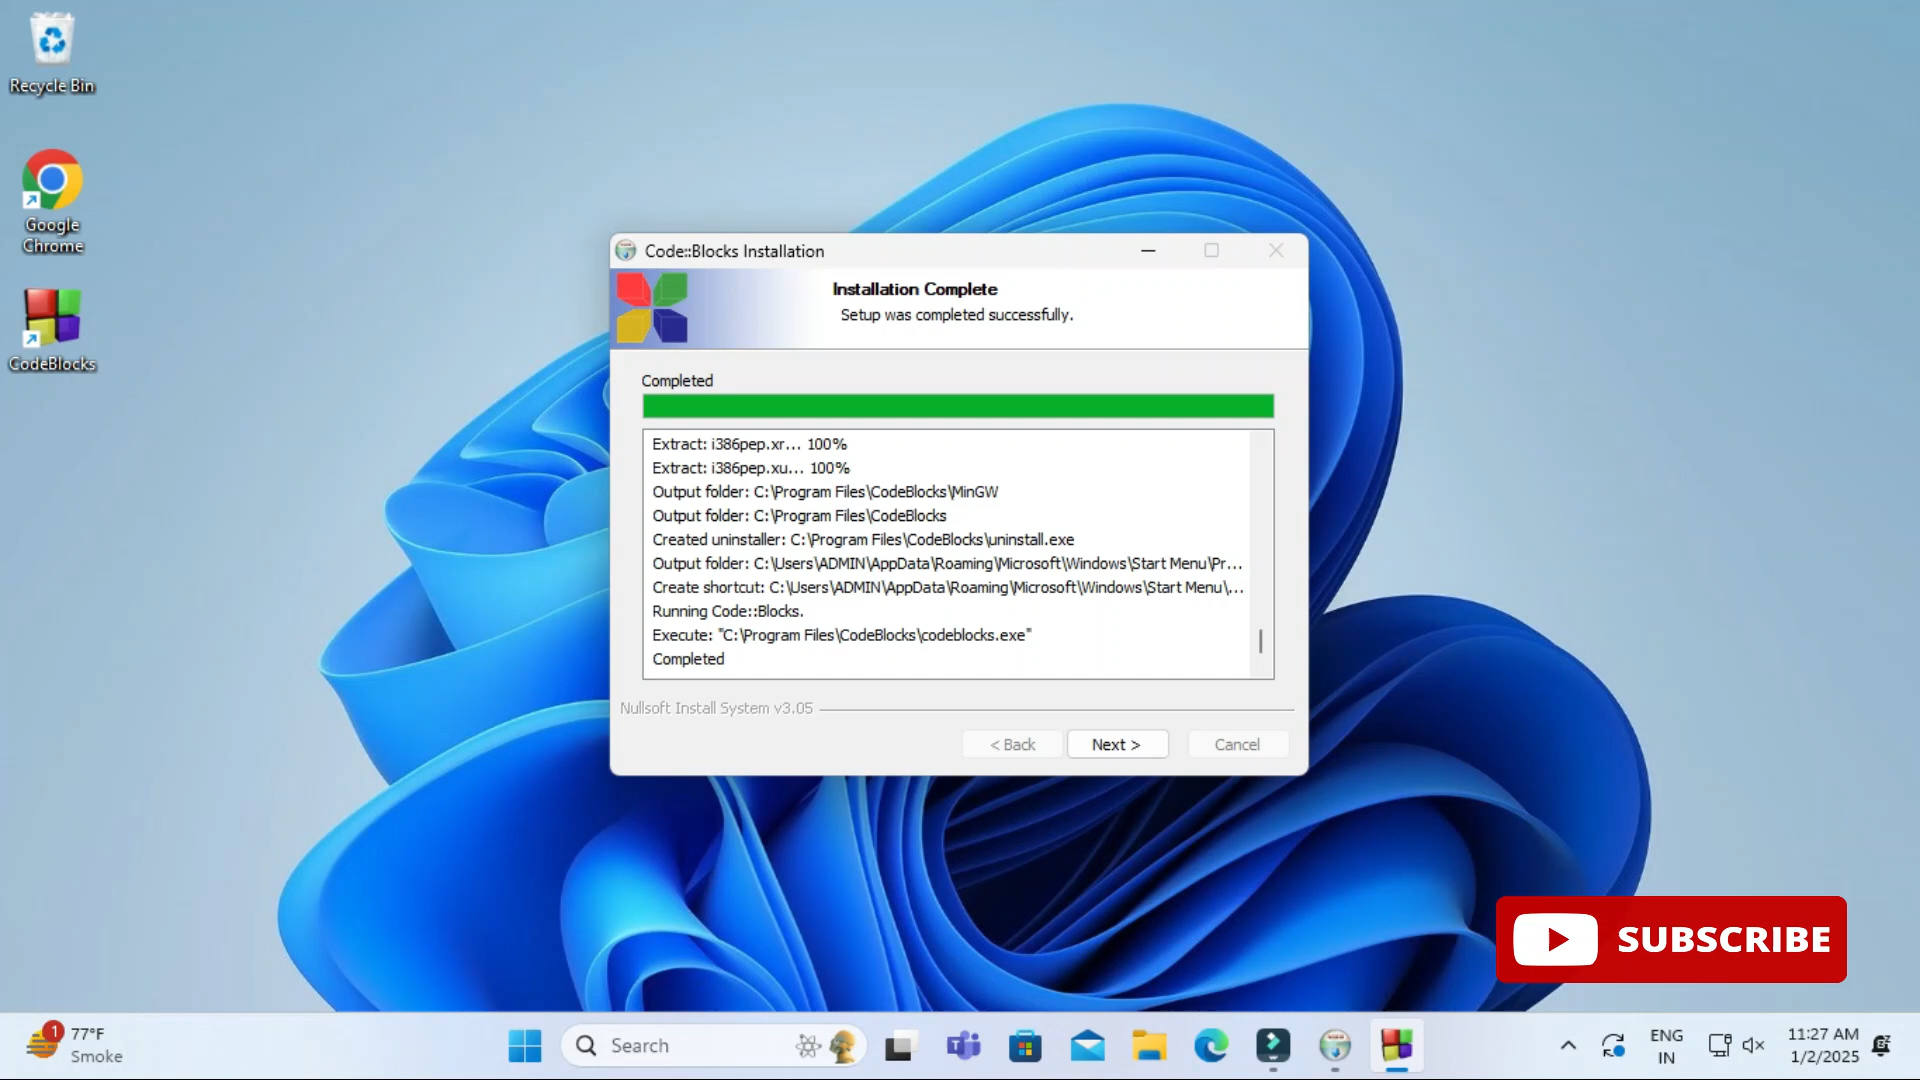 Recycle Bin
Google
Chrome
CodeBlocks
Code::Blocks Installation
Installation Complete
Setup was completed successfully.
Completed
Extract: i386pep.xr... 100%
Extract: i386pep.xu... 100%
Output folder: C:\Program Files\CodeBlocks\MinGW
Output folder: C:\Program Files\CodeBlocks
Created uninstaller: C:\Program Files\CodeBlocks\uninstall.exe
Output folder: C:\Users\ADMIN\AppData\Roaming\Microsoft\Windows\Start Menu\Pr...
Create shortcut: C:\Users\ADMIN\AppData\Roaming\Microsoft\Windows\Start Menu\...
Running Code::Blocks.
Execute: "C:\Program Files\CodeBlocks\codeblocks.exe"
Completed
Nullsoft Install System v3.05
< Back
Next >
Cancel
SUBSCRIBE
1
77°F
Smoke
Search
ENG
IN
11:27 AM
1/2/2025